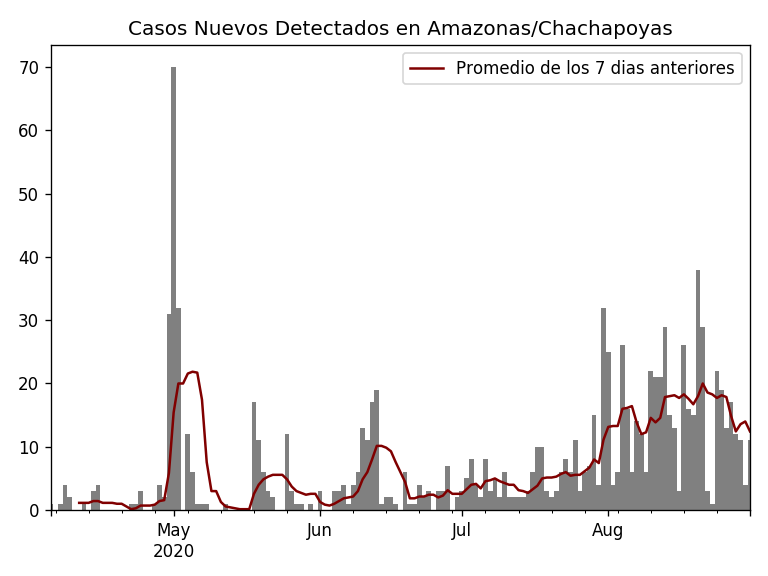 Casos Nuevos Detectados en Amazonas/Chachapoyas
Promedio de los 7 dias anteriores
70
60
50
40
30
20
10
0
May
2020
Jun
Jul
Aug